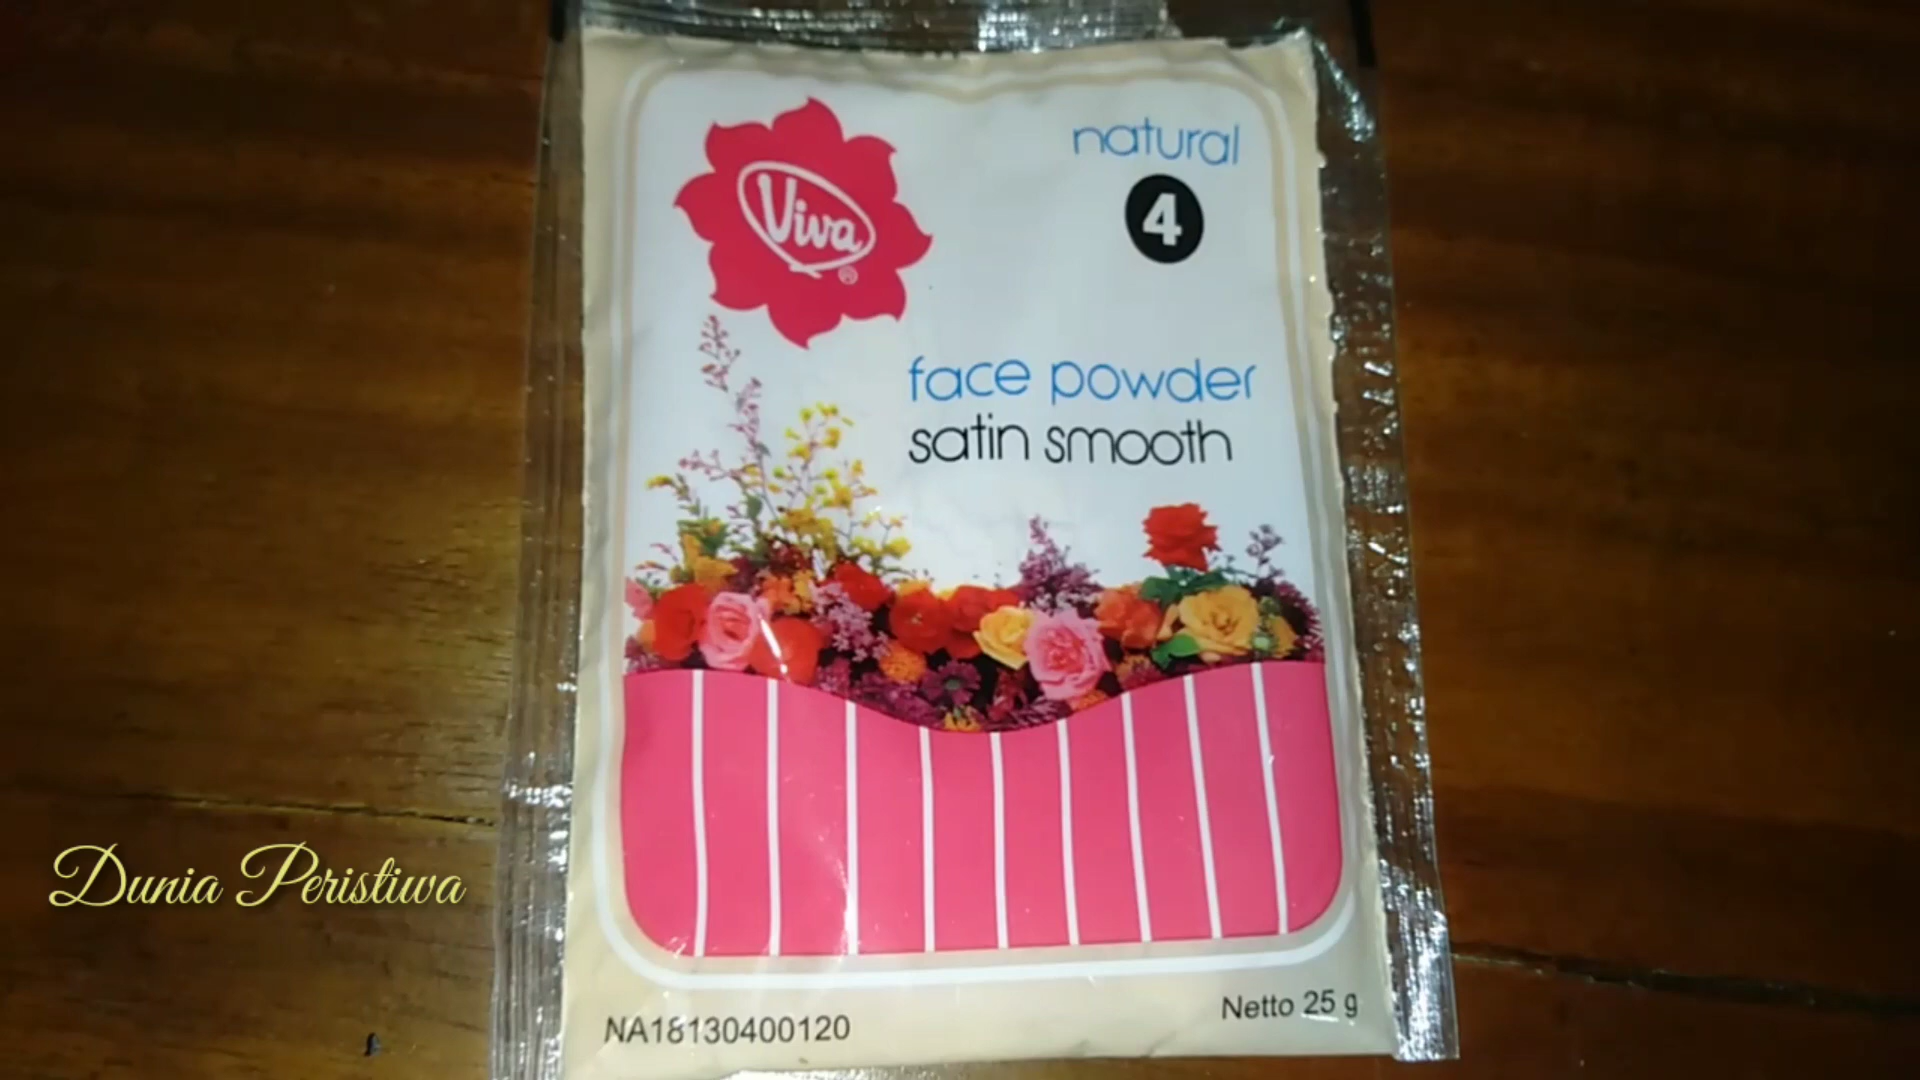 natural
4
Viva
®
face powder
satin smooth
Dunia Peristiwa
NA18130400120
Netto 25 g